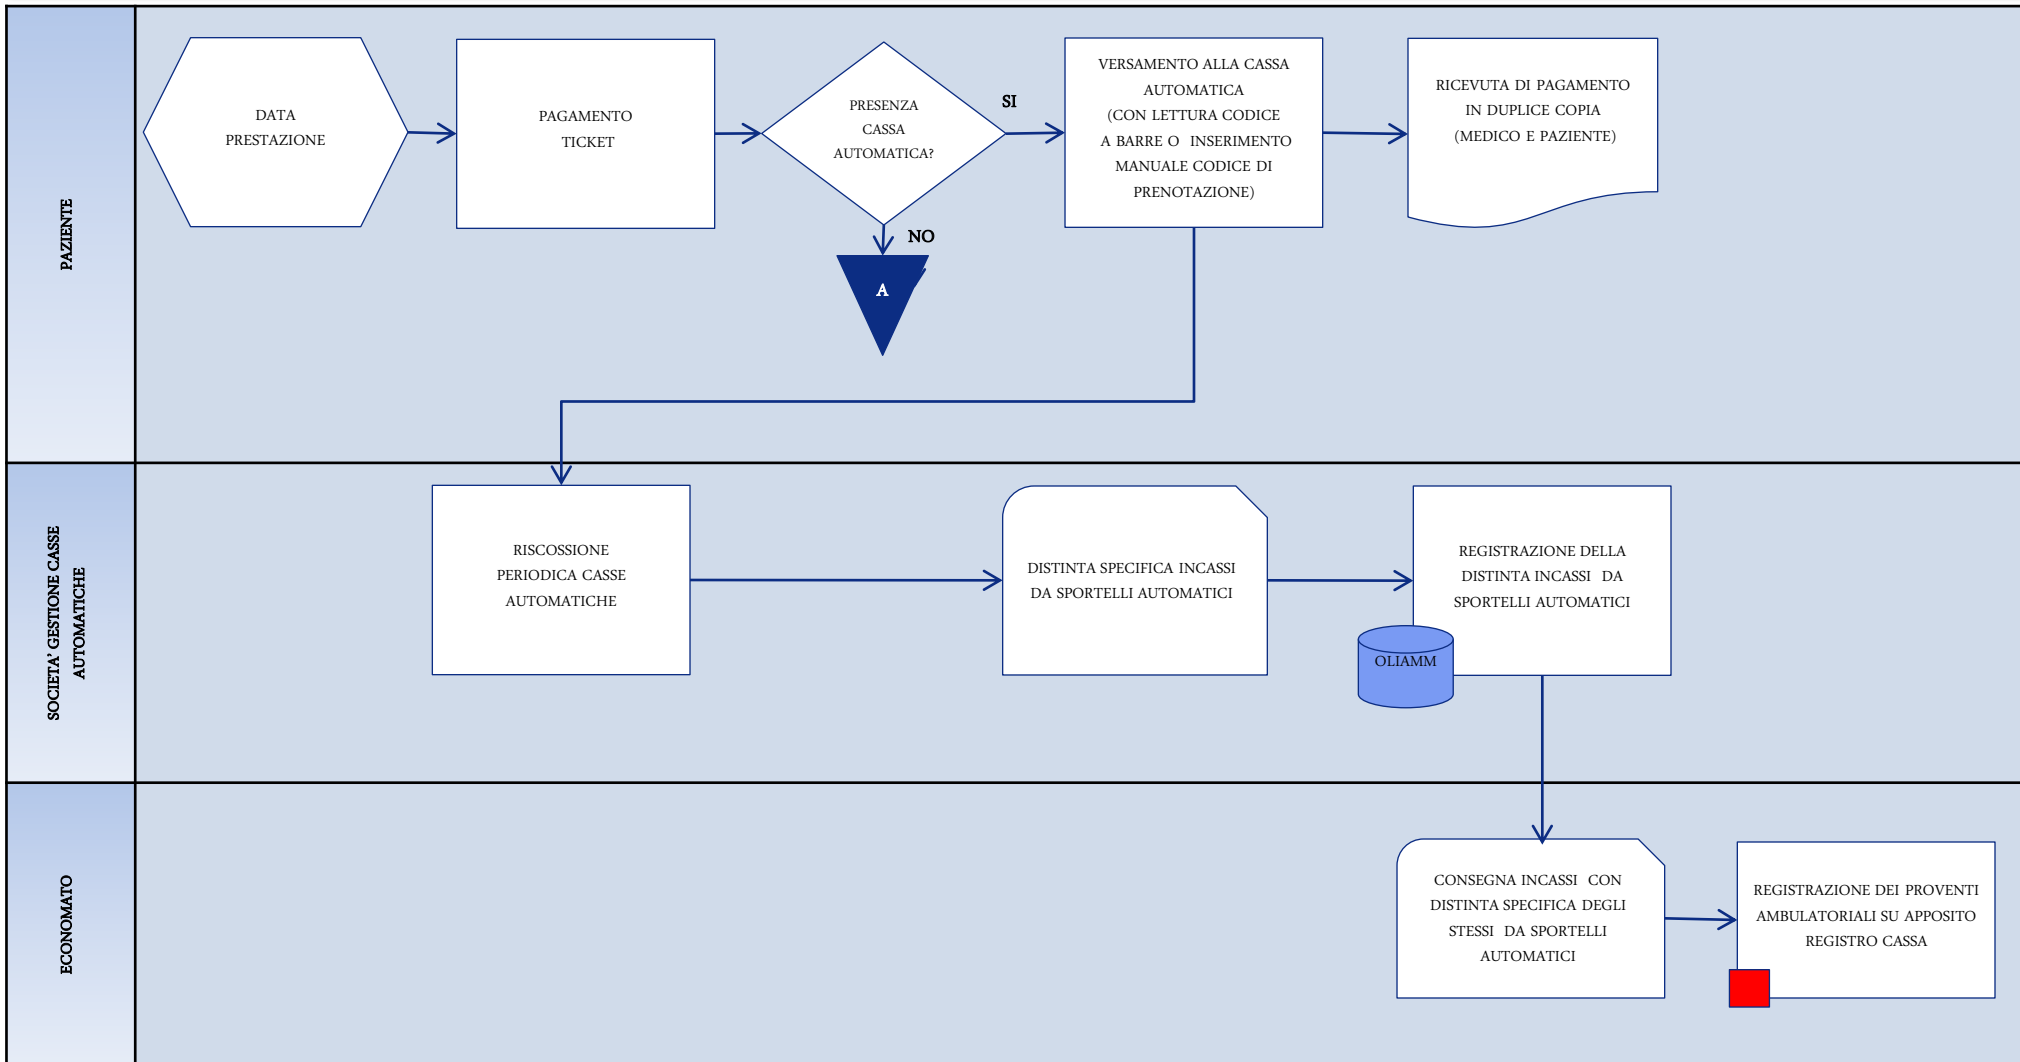 PAZIENTE
DATA
PRESTAZIONE
PAGAMENTO
TICKET
PRESENZA
CASSA
AUTOMATICA?
SI
NO
A
VERSAMENTO ALLA CASSA
AUTOMATICA
(CON LETTURA CODICE
A BARRE O INSERIMENTO
MANUALE CODICE DI
PRENOTAZIONE)
RICEVUTA DI PAGAMENTO
IN DUPLICE COPIA
(MEDICO E PAZIENTE)
SOCIETA’ GESTIONE CASSE
AUTOMATICHE
RISCOSSIONE
PERIODICA CASSE
AUTOMATICHE
DISTINTA SPECIFICA INCASSI
DA SPORTELLI AUTOMATICI
REGISTRAZIONE DELLA
DISTINTA INCASSI DA
SPORTELLI AUTOMATICI
OLIAMM
ECONOMATO
CONSEGNA INCASSI CON
DISTINTA SPECIFICA DEGLI
STESSI DA SPORTELLI
AUTOMATICI
REGISTRAZIONE DEI PROVENTI
AMBULATORIALI SU APPOSITO
REGISTRO CASSA